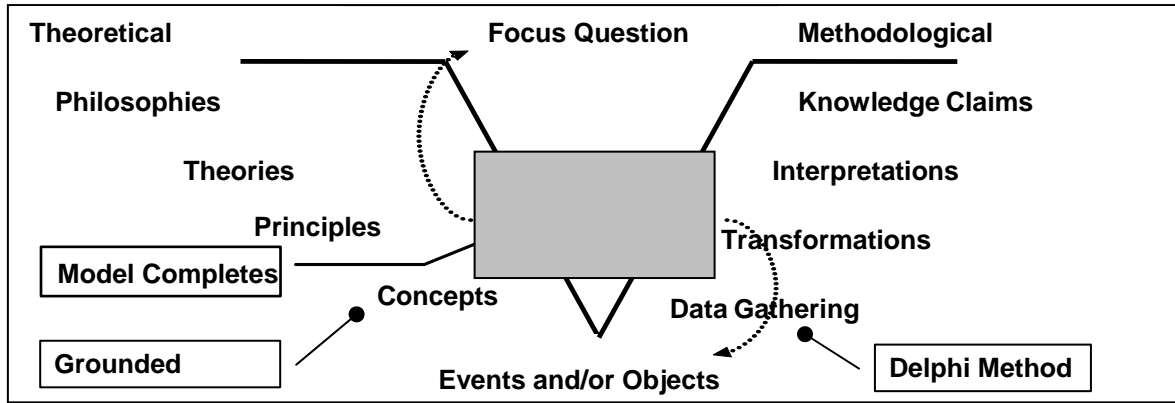 Theoretical
Focus Question
Methodological
Philosophies
Knowledge Claims
Theories
Interpretations
Principles
Transformations
Model Completes
Concepts
Data Gathering
Grounded
Delphi Method
Events and/or Objects